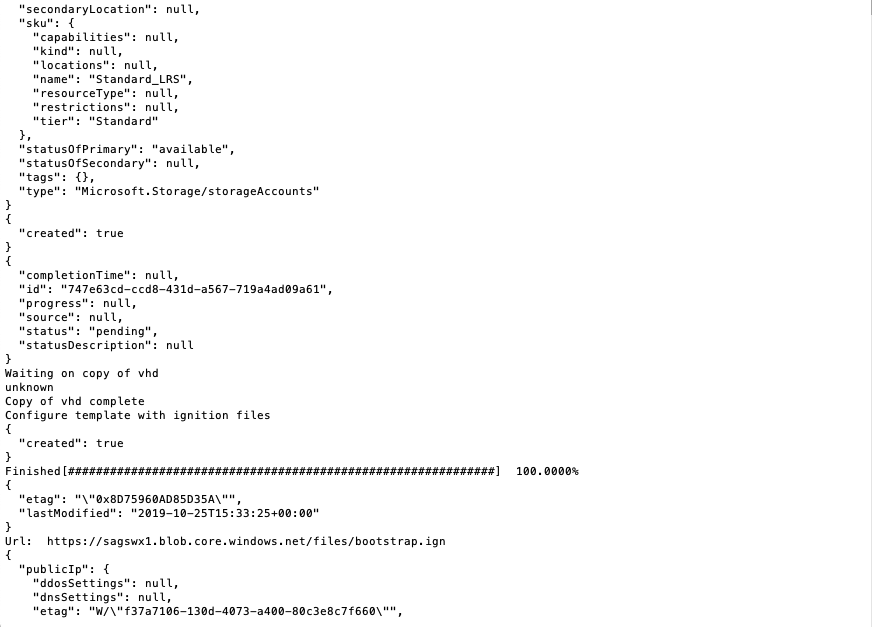 "secondaryLocation": null,
"sku": {
"capabilities": null,
"kind": null,
"locations": null,
"name": "Standard_LRS",
"resourceType": null,
"restrictions": null,
"tier": "Standard"
},
"statusOfPrimary": "available",
"statusOfSecondary": null,
"tags": {},
"type": "Microsoft.Storage/storageAccounts"
}
{
"created": true
}
{
"completionTime": null,
"id": "747e63cd-ccd8-431d-a567-719a4ad09a61",
"progress": null,
"source": null,
"status": "pending",
"statusDescription": null
}
Waiting on copy of vhd
unknown
Copy of vhd complete
Configure template with ignition files
{
"created": true
}
Finished[#############################################################]  100.0000%
{
"etag": "\"0x8D75960AD85D35A\"",
"lastModified": "2019-10-25T15:33:25+00:00"
}
Url:  https://sagswx1.blob.core.windows.net/files/bootstrap.ign
{
"publicIp": {
"ddosSettings": null,
"dnsSettings": null,
"etag": "W/\"f37a7106-130d-4073-a400-80c3e8c7f660\"",